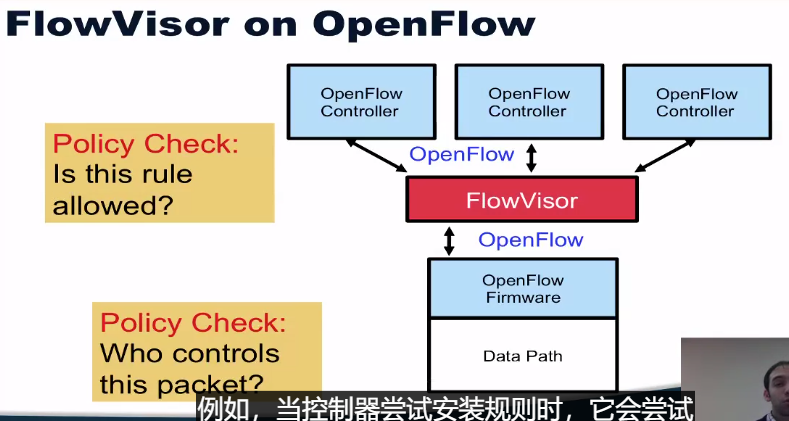 FlowVisor on OpenFlow
OpenFlow
Controller
OpenFlow
Controller
OpenFlow
Controller
Policy Check:
Is this rule
allowed?
OpenFlow
FlowVisor
OpenFlow
OpenFlow
Firmware
Policy Check:
Who controls
this packet?
Data Path
例如，当控制器尝试安装规则时，它会尝试